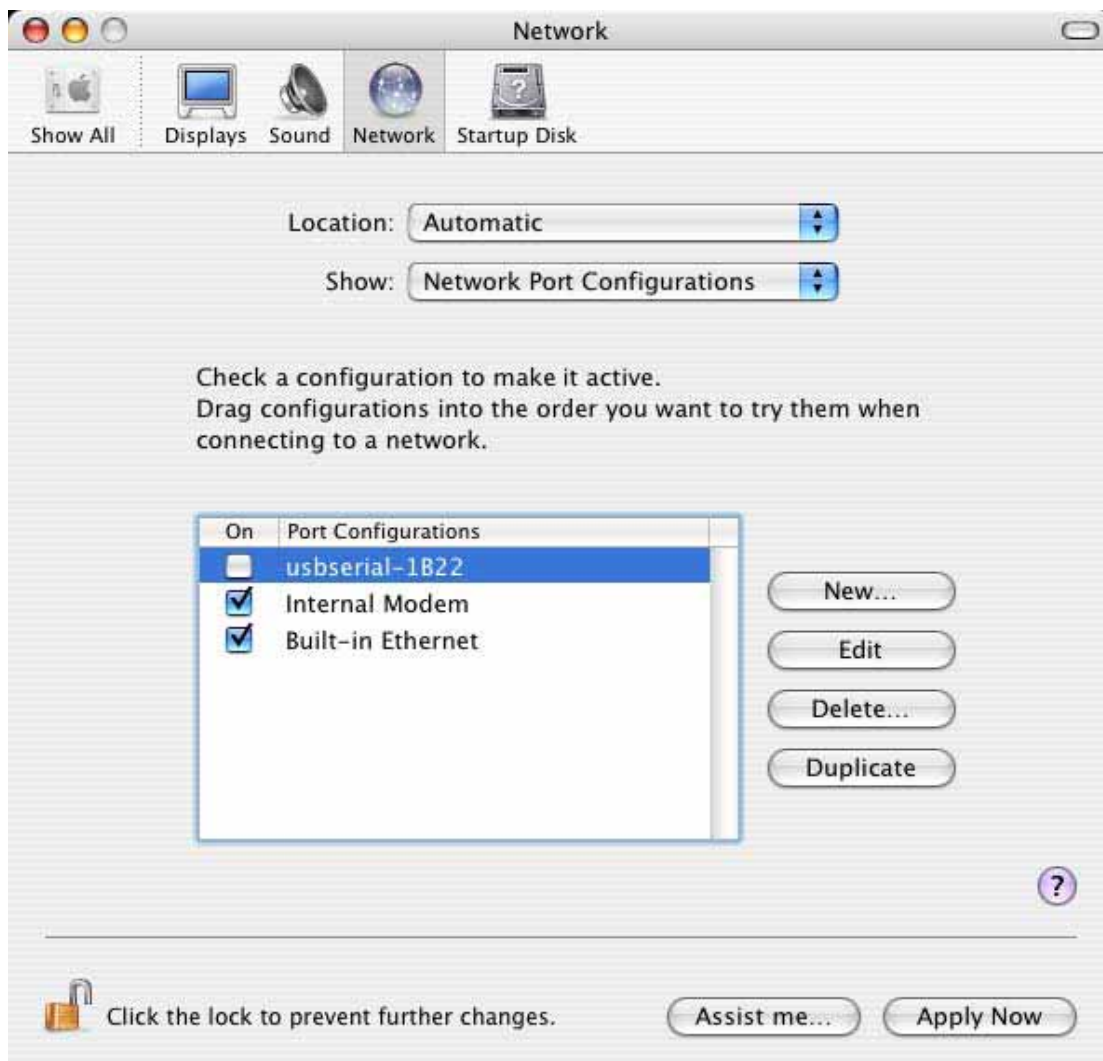 Network
Show All
Displays
Sound
Network
Startup Disk
Location: Automatic
Show: Network Port Configurations
Check a configuration to make it active.
Drag configurations into the order you want to try them when
connecting to a network.
On Port Configurations
usbserial-1B22
Internal Modem
Built-in Ethernet
New...
Edit
Delete...
Duplicate
?
Click the lock to prevent further changes.
Assist me...
Apply Now